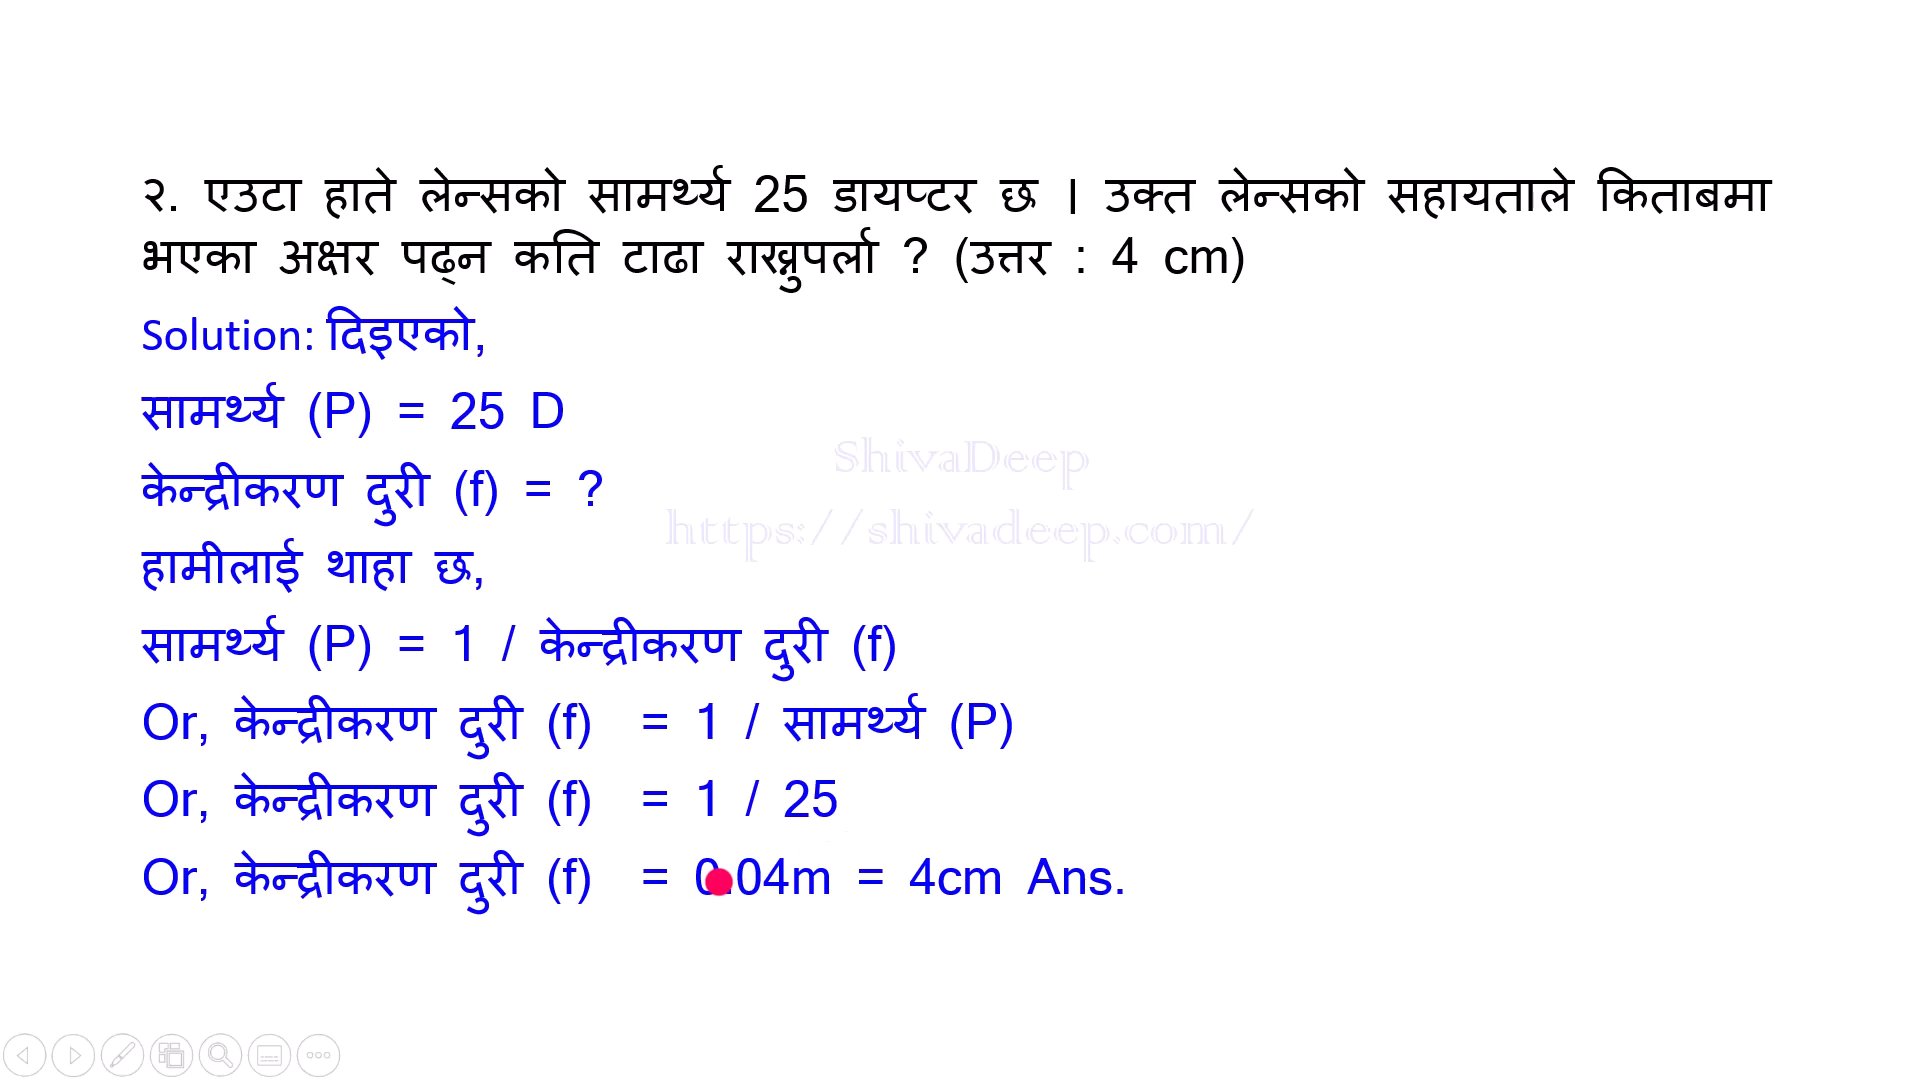 २. एउटा हाते लेन्सको सामर्थ्य 25 डायप्टर छ । उक्त लेन्सको सहायताले किताबमा
भएका अक्षर पढ्न कति टाढा राख्नुपर्ला ? (उत्तर : 4 cm)
Solution: दिइएको,
सामर्थ्य (P) = 25 D
केन्द्रीकरण दुरी (f) = ?
हामीलाई थाहा छ,
सामर्थ्य (P) = 1 / केन्द्रीकरण दुरी (f)
Or, केन्द्रीकरण दुरी (f) = 1 / सामर्थ्य (P)
Or, केन्द्रीकरण दुरी (f) = 1 / 25
Or, केन्द्रीकरण दुरी (f) = 0.04m = 4cm Ans.
ShivaDeep
https://shivadeep.com/